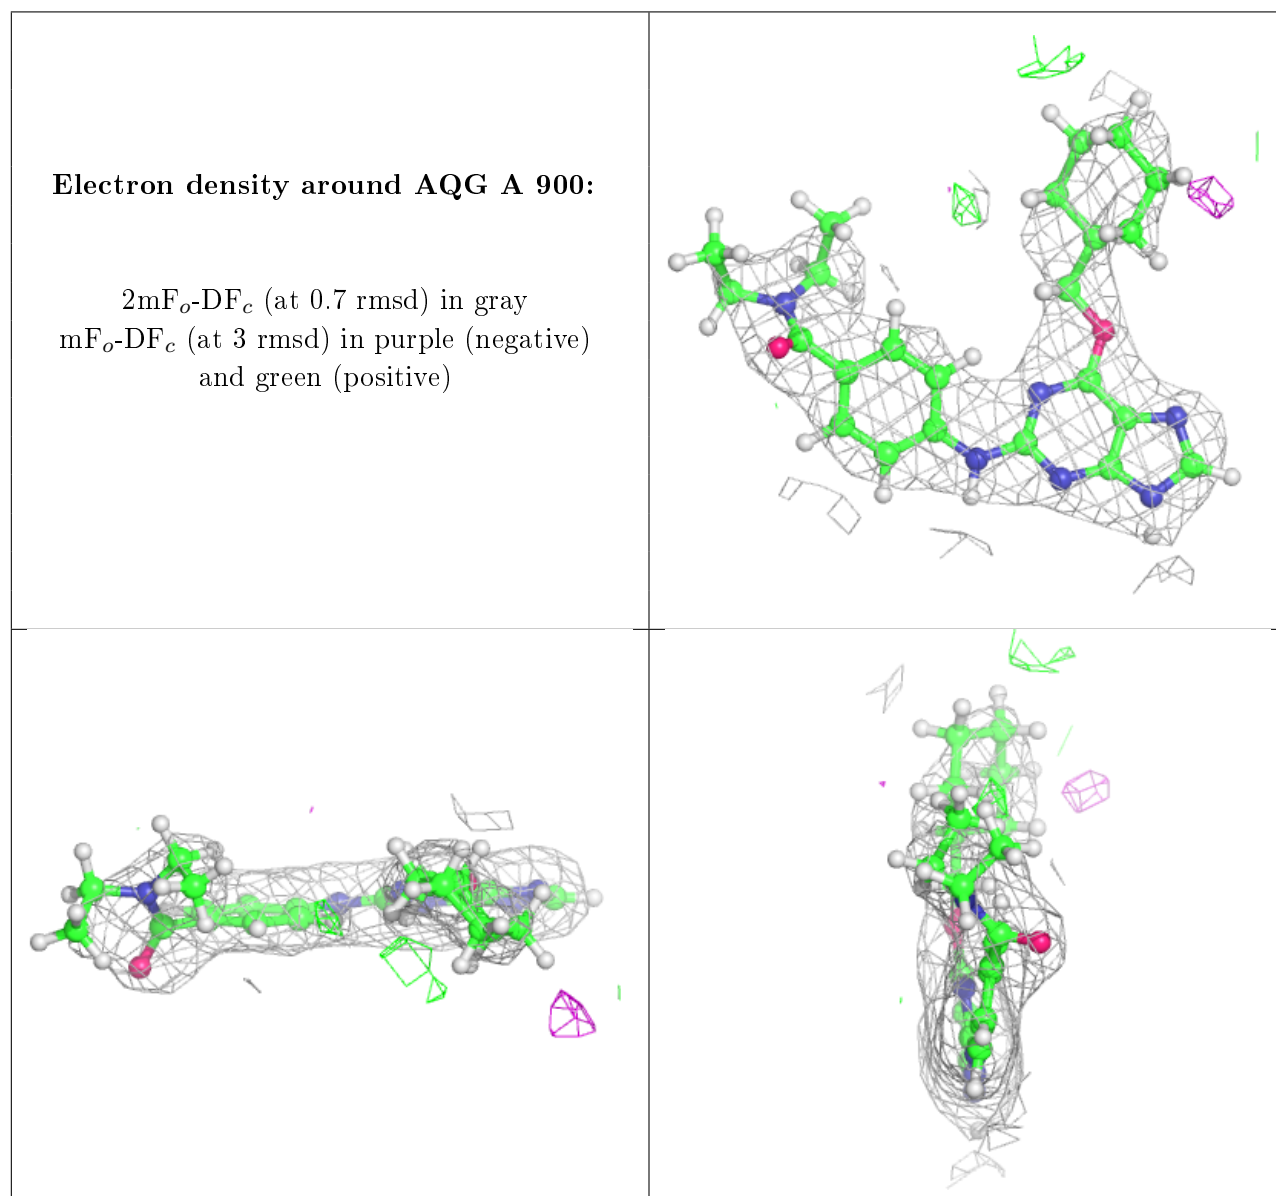 Electron density around AQG A 900:
2mFₒ-DF𝒸 (at 0.7 rmsd) in gray
mFₒ-DF𝒸 (at 3 rmsd) in purple (negative)
and green (positive)